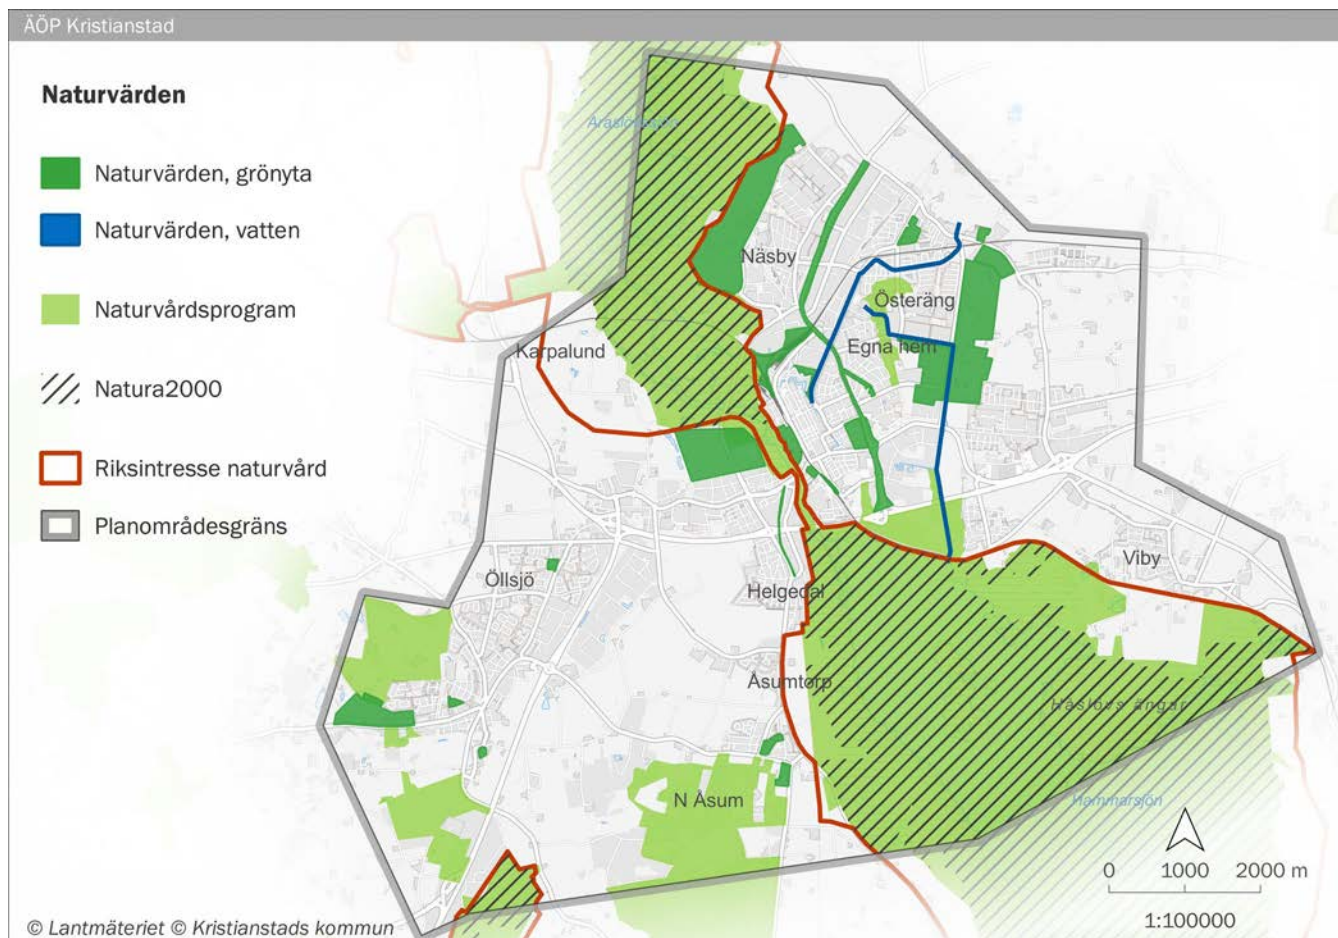 ÄÖP Kristianstad
Naturvärden
Naturvärden, grönyta
Naturvärden, vatten
Naturvårdsprogram
Natura2000
Riksintresse naturvård
Planområdesgräns
Araslövssjön
Näsby
Österäng
Karpalund
Egna hem
Öllsjö
Viby
Helgedal
Åsumtorp
Håslövs ängar
N Åsum
Hammarsjön
0 1000 2000 m
1:100000
© Lantmäteriet © Kristianstads kommun